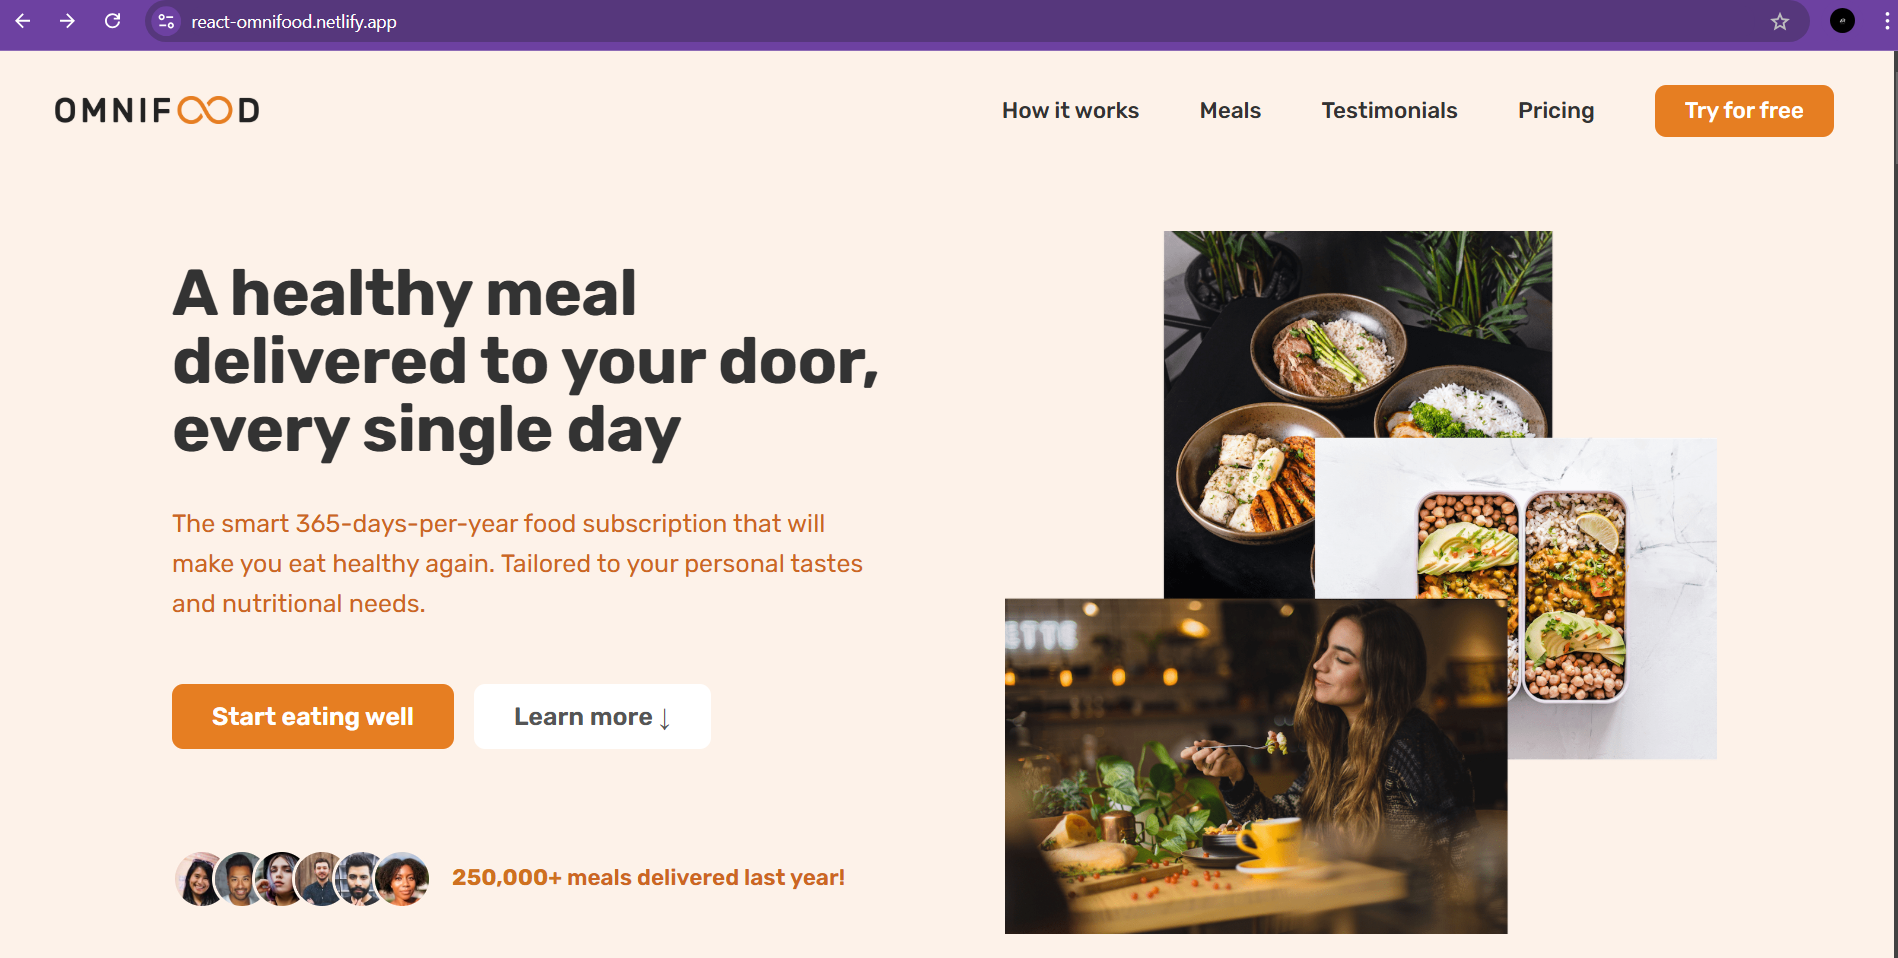 react-omnifood.netlify.app
OMNIFOOD
How it works Meals Testimonials Pricing Try for free
A healthy meal
delivered to your door,
every single day
The smart 365-days-per-year food subscription that will
make you eat healthy again. Tailored to your personal tastes
and nutritional needs.
Start eating well Learn more ↓
250,000+ meals delivered last year!
ETTE